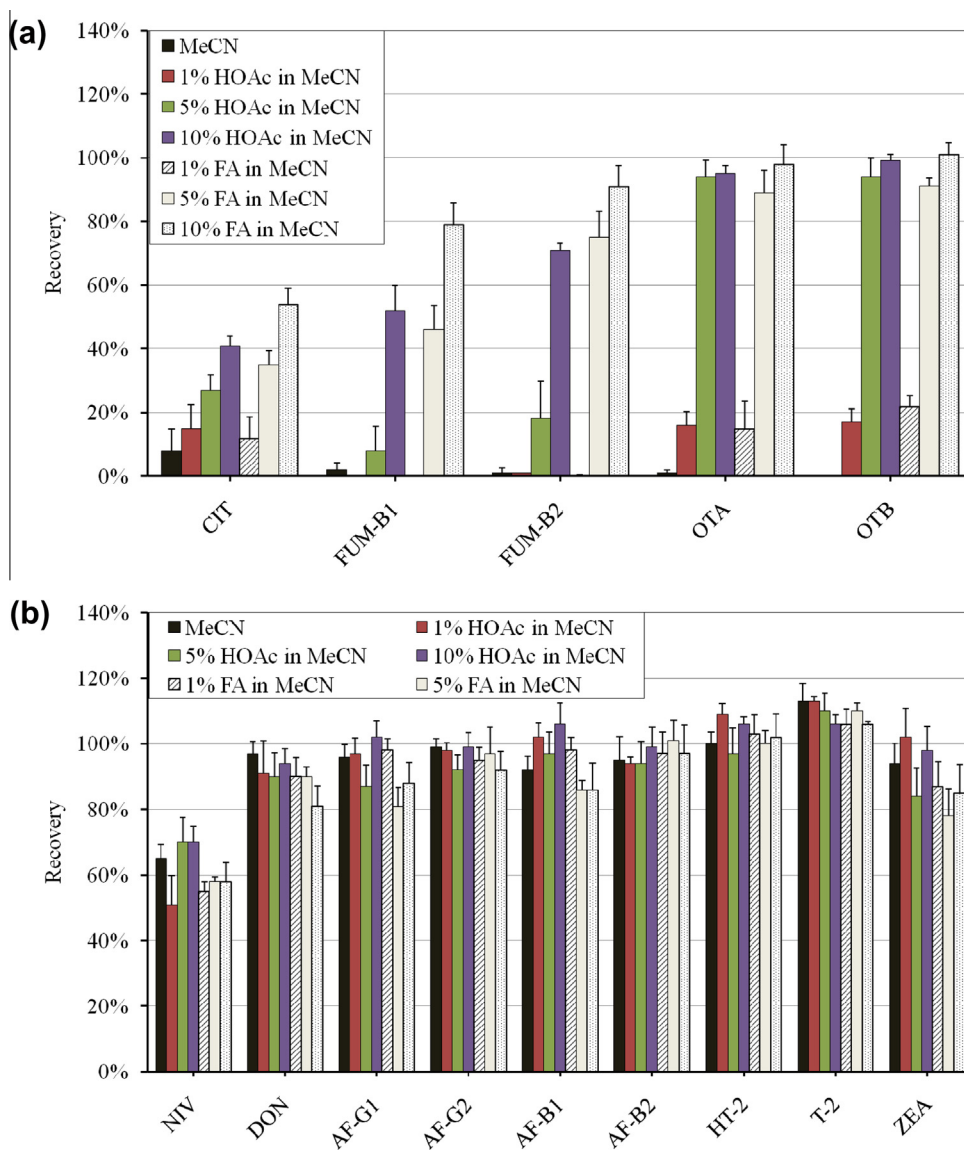 (a)
140%
120%
100%
80%
60%
40%
20%
0%
Recovery
MeCN
1% HOAc in MeCN
5% HOAc in MeCN
10% HOAc in MeCN
1% FA in MeCN
5% FA in MeCN
10% FA in MeCN
CIT
FUM-B1
FUM-B2
OTA
OTB
(b)
140%
120%
100%
80%
60%
40%
20%
0%
Recovery
MeCN 1% HOAc in MeCN
5% HOAc in MeCN 10% HOAc in MeCN
1% FA in MeCN 5% FA in MeCN
NIV
DON
AF-G1
AF-G2
AF-B1
AF-B2
HT-2
T-2
ZEA